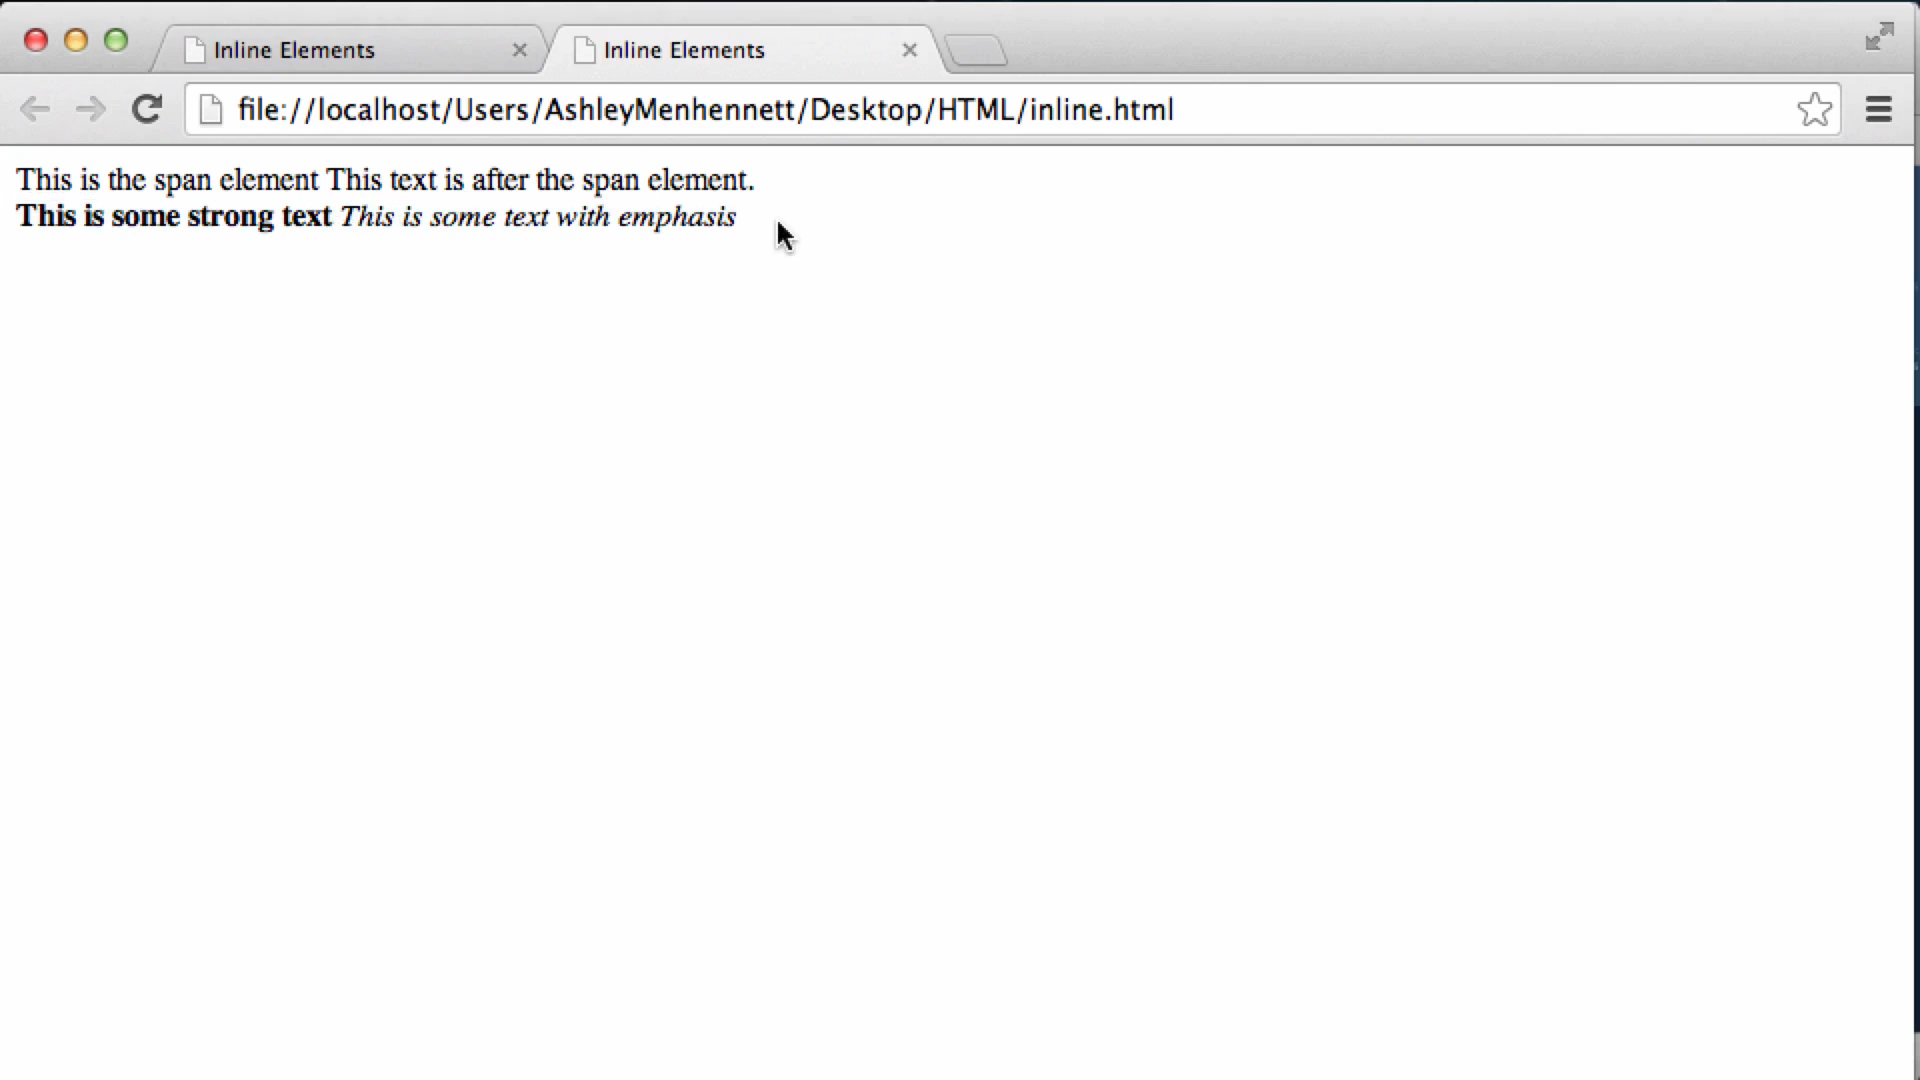 Inline Elements
Inline Elements
file://localhost/Users/AshleyMenhennett/Desktop/HTML/inline.html
This is the span element This text is after the span element.
This is some strong text This is some text with emphasis